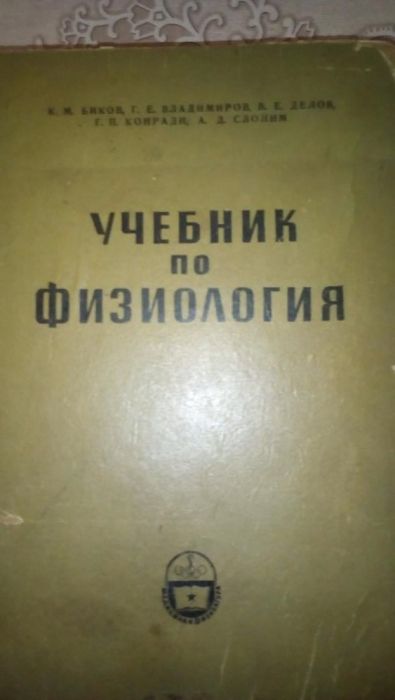 К. М. БИКОВ, Г. Е. ВЛАДИМИРОВ, В. Е. ДЕЛОВ,
Г. П. КОНРАДИ, А. Д. СЛОНИМ
УЧЕБНИК
ПО
ФИЗИОЛОГИЯ